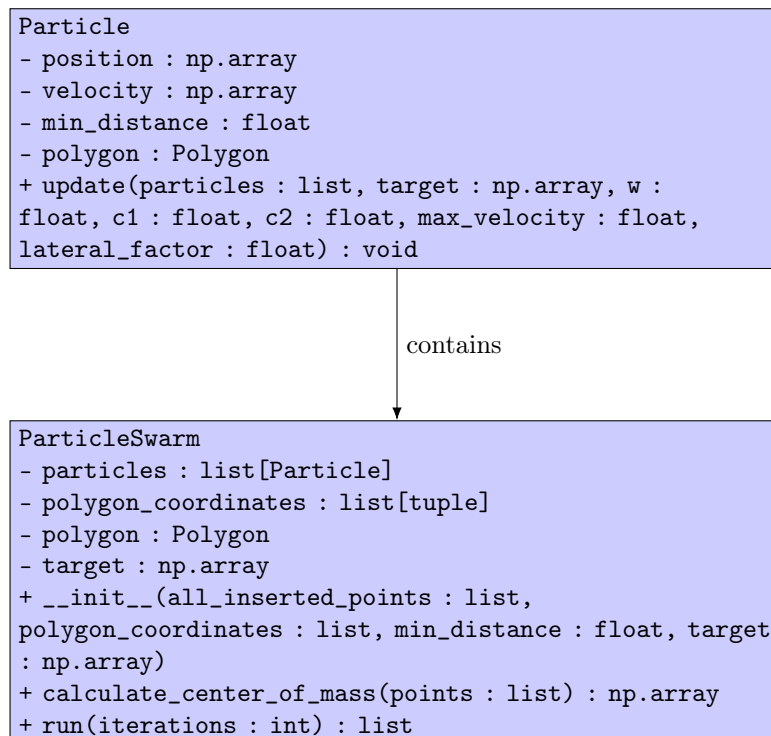 Particle
- position : np.array
- velocity : np.array
- min_distance : float
- polygon : Polygon
+ update(particles : list, target : np.array, w :
float, c1 : float, c2 : float, max_velocity : float,
lateral_factor : float) : void
contains
ParticleSwarm
- particles : list[Particle]
- polygon_coordinates : list[tuple]
- polygon : Polygon
- target : np.array
+ __init__(all_inserted_points : list,
polygon_coordinates : list, min_distance : float, target
: np.array)
+ calculate_center_of_mass(points : list) : np.array
+ run(iterations : int) : list